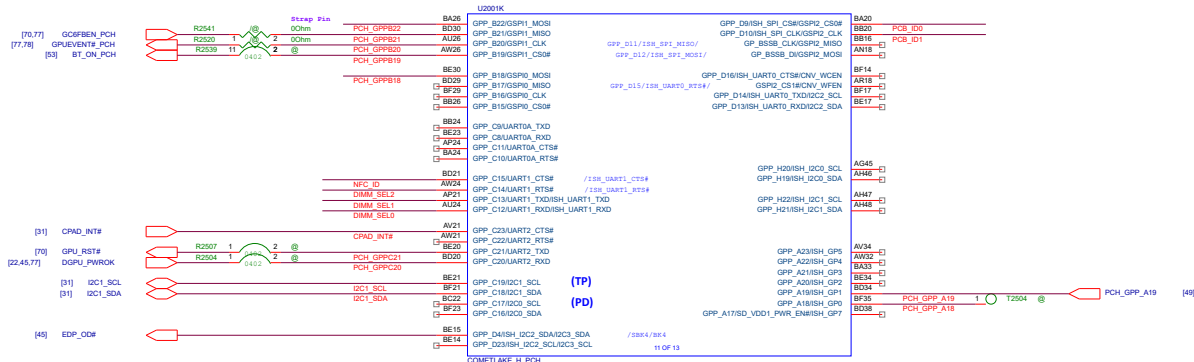 U2001K
Strap Pin
BA26 GPP_B22/GSPI1_MOSI GPP_D9/ISH_SPI_CS#/GSPI2_CS0# BA20
[70,77] GC6FBEN_PCH R2541 /@ 0Ohm PCH_GPPB22 BD30 GPP_B21/GSPI1_MISO GPP_D10/ISH_SPI_CLK/GSPI2_CLK BB20 PCB_ID0
[77,78] GPUEVENT#_PCH R2520 1 /@ 2 0Ohm PCH_GPPB21 AU26 GPP_B20/GSPI1_CLK GPP_D11/ISH_SPI_MISO/ GP_BSSB_CLK/GSPI2_MISO BB16 PCB_ID1
[53] BT_ON_PCH R2539 11 2 @ PCH_GPPB20 AW26 GPP_B19/GSPI1_CS0# GPP_D12/ISH_SPI_MOSI/ GP_BSSB_DI/GSPI2_MOSI AN18
0402 PCH_GPPB19
BE30 GPP_B18/GSPI0_MOSI GPP_D16/ISH_UART0_CTS#/CNV_WCEN BF14
PCH_GPPB18 BD29 GPP_B17/GSPI0_MISO GPP_D15/ISH_UART0_RTS#/ GSPI2_CS1#/CNV_WFEN AR18
BF29 GPP_B16/GSPI0_CLK GPP_D14/ISH_UART0_TXD/I2C2_SCL BF17
BB26 GPP_B15/GSPI0_CS0# GPP_D13/ISH_UART0_RXD/I2C2_SDA BE17
BB24 GPP_C9/UART0A_TXD
BE23 GPP_C8/UART0A_RXD
AP24 GPP_C11/UART0A_CTS#
BA24 GPP_C10/UART0A_RTS#
GPP_H20/ISH_I2C0_SCL AG45
BD21 GPP_C15/UART1_CTS# /ISH_UART1_CTS# GPP_H19/ISH_I2C0_SDA AH46
NFC_ID AW24 GPP_C14/UART1_RTS# /ISH_UART1_RTS#
DIMM_SEL2 AP21 GPP_C13/UART1_TXD/ISH_UART1_TXD GPP_H22/ISH_I2C1_SCL AH47
DIMM_SEL1 AU24 GPP_C12/UART1_RXD/ISH_UART1_RXD GPP_H21/ISH_I2C1_SDA AH48
DIMM_SEL0
[31] CPAD_INT# AV21 GPP_C23/UART2_CTS#
CPAD_INT# AW21 GPP_C22/UART2_RTS#
[70] GPU_RST# R2507 1 0402 2 @ BE20 GPP_C21/UART2_TXD GPP_A23/ISH_GP5 AV34
[22,45,77] DGPU_PWROK R2504 1 0402 2 @ PCH_GPPC21 BD20 GPP_C20/UART2_RXD GPP_A22/ISH_GP4 AW32
PCH_GPPC20 GPP_A21/ISH_GP3 BA33
[31] I2C1_SCL BE21 GPP_C19/I2C1_SCL (TP) GPP_A20/ISH_GP2 BE34
[31] I2C1_SDA I2C1_SCL BF21 GPP_C18/I2C1_SDA GPP_A19/ISH_GP1 BD34 PCH_GPP_A19 [49]
I2C1_SDA BC22 GPP_C17/I2C0_SCL (PD) GPP_A18/ISH_GP0 BF35 PCH_GPP_A19 1 T2504 @
BF23 GPP_C16/I2C0_SDA GPP_A17/SD_VDD1_PWR_EN#/ISH_GP7 BD38 PCH_GPP_A18
[45] EDP_OD# BE15 GPP_D4/ISH_I2C2_SDA/I2C3_SDA /SBK4/BK4
BE14 GPP_D23/ISH_I2C2_SCL/I2C3_SCL 11 OF 13
COMETLAKE_H_PCH